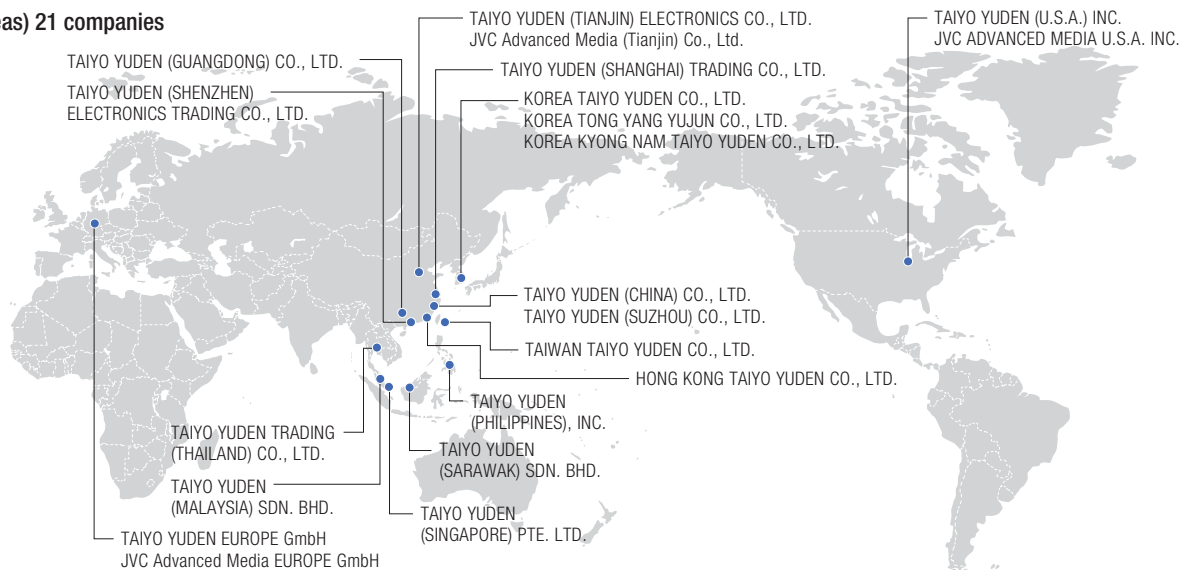 eas) 21 companies
TAIYO YUDEN (TIANJIN) ELECTRONICS CO., LTD.
JVC Advanced Media (Tianjin) Co., Ltd.
TAIYO YUDEN (U.S.A.) INC.
JVC ADVANCED MEDIA U.S.A. INC.
TAIYO YUDEN (GUANGDONG) CO., LTD.
TAIYO YUDEN (SHANGHAI) TRADING CO., LTD.
TAIYO YUDEN (SHENZHEN)
ELECTRONICS TRADING CO., LTD.
KOREA TAIYO YUDEN CO., LTD.
KOREA TONG YANG YUJUN CO., LTD.
KOREA KYONG NAM TAIYO YUDEN CO., LTD.
TAIYO YUDEN (CHINA) CO., LTD.
TAIYO YUDEN (SUZHOU) CO., LTD.
TAIWAN TAIYO YUDEN CO., LTD.
HONG KONG TAIYO YUDEN CO., LTD.
TAIYO YUDEN
(PHILIPPINES), INC.
TAIYO YUDEN TRADING
(THAILAND) CO., LTD.
TAIYO YUDEN
(SARAWAK) SDN. BHD.
TAIYO YUDEN
(MALAYSIA) SDN. BHD.
TAIYO YUDEN
(SINGAPORE) PTE. LTD.
TAIYO YUDEN EUROPE GmbH
JVC Advanced Media EUROPE GmbH